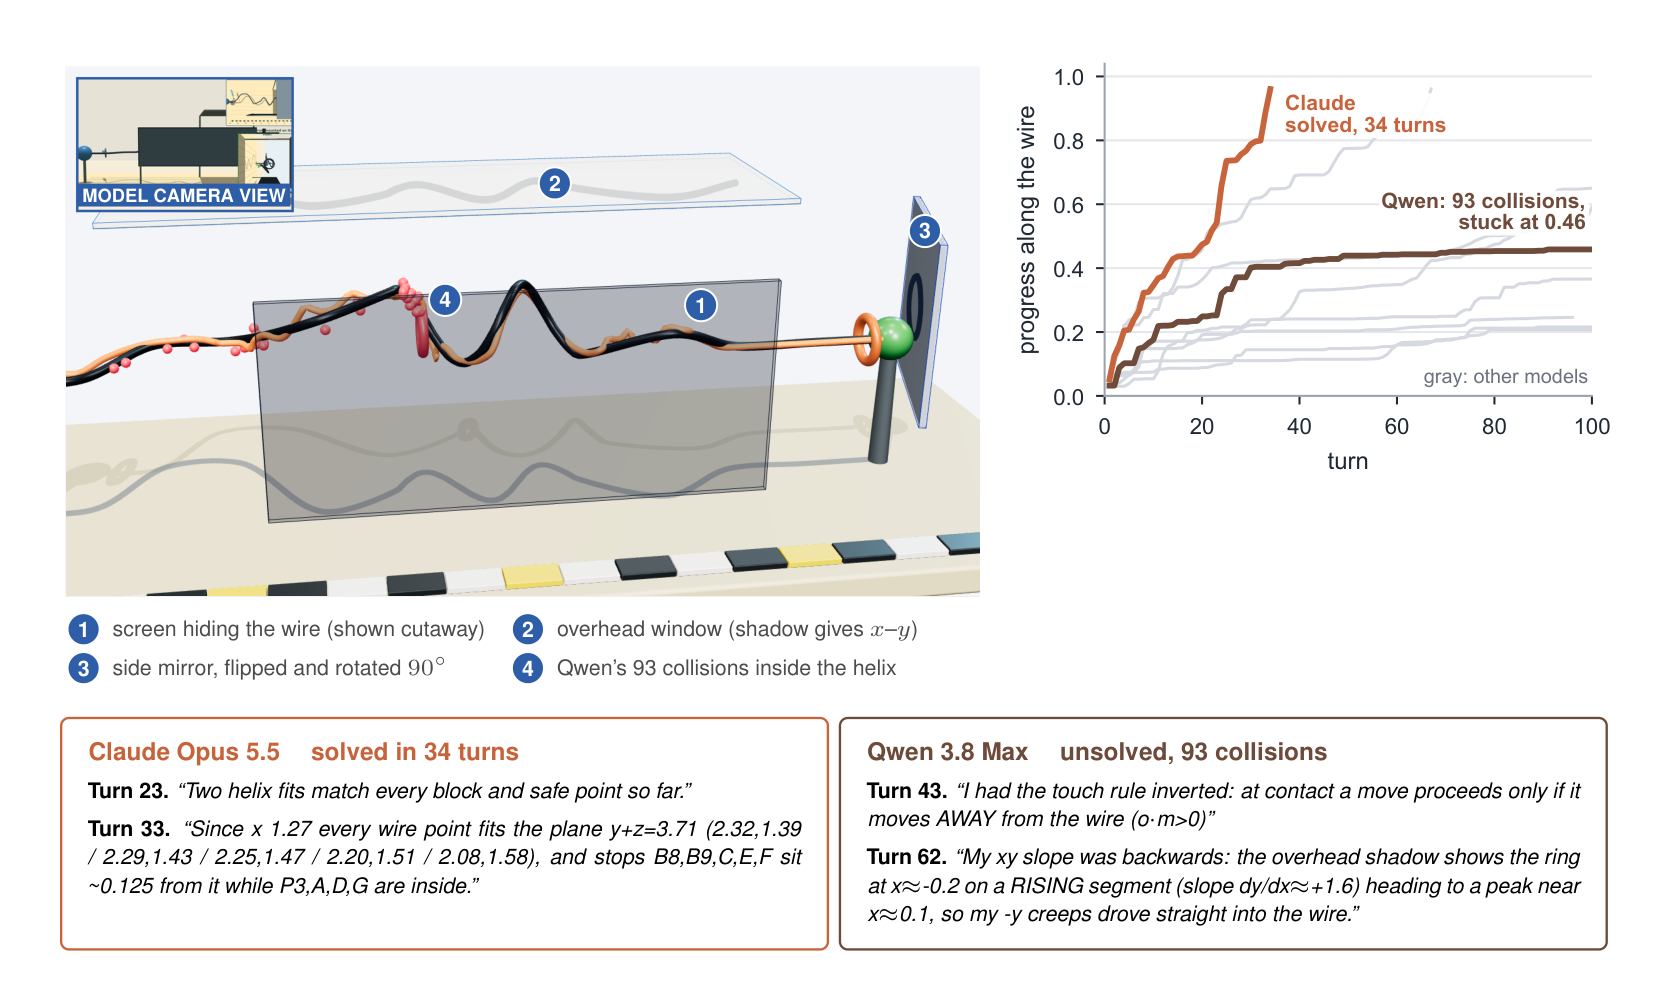 MODEL CAMERA VIEW
1
2
3
4
1 screen hiding the wire (shown cutaway)
2 overhead window (shadow gives x–y)
3 side mirror, flipped and rotated 90°
4 Qwen's 93 collisions inside the helix
progress along the wire
1.0
0.8
0.6
0.4
0.2
0.0
Claude
solved, 34 turns
Qwen: 93 collisions,
stuck at 0.46
gray: other models
0 20 40 60 80 100
turn
Claude Opus 5.5 solved in 34 turns
Turn 23. “Two helix fits match every block and safe point so far.”
Turn 33. “Since x 1.27 every wire point fits the plane y+z=3.71 (2.32,1.39
/ 2.29,1.43 / 2.25,1.47 / 2.20,1.51 / 2.08,1.58), and stops B8,B9,C,E,F sit
~0.125 from it while P3,A,D,G are inside.”
Qwen 3.8 Max unsolved, 93 collisions
Turn 43. “I had the touch rule inverted: at contact a move proceeds only if it
moves AWAY from the wire (o·m>0)”
Turn 62. “My xy slope was backwards: the overhead shadow shows the ring
at x≈-0.2 on a RISING segment (slope dy/dx≈+1.6) heading to a peak near
x≈0.1, so my -y creeps drove straight into the wire.”